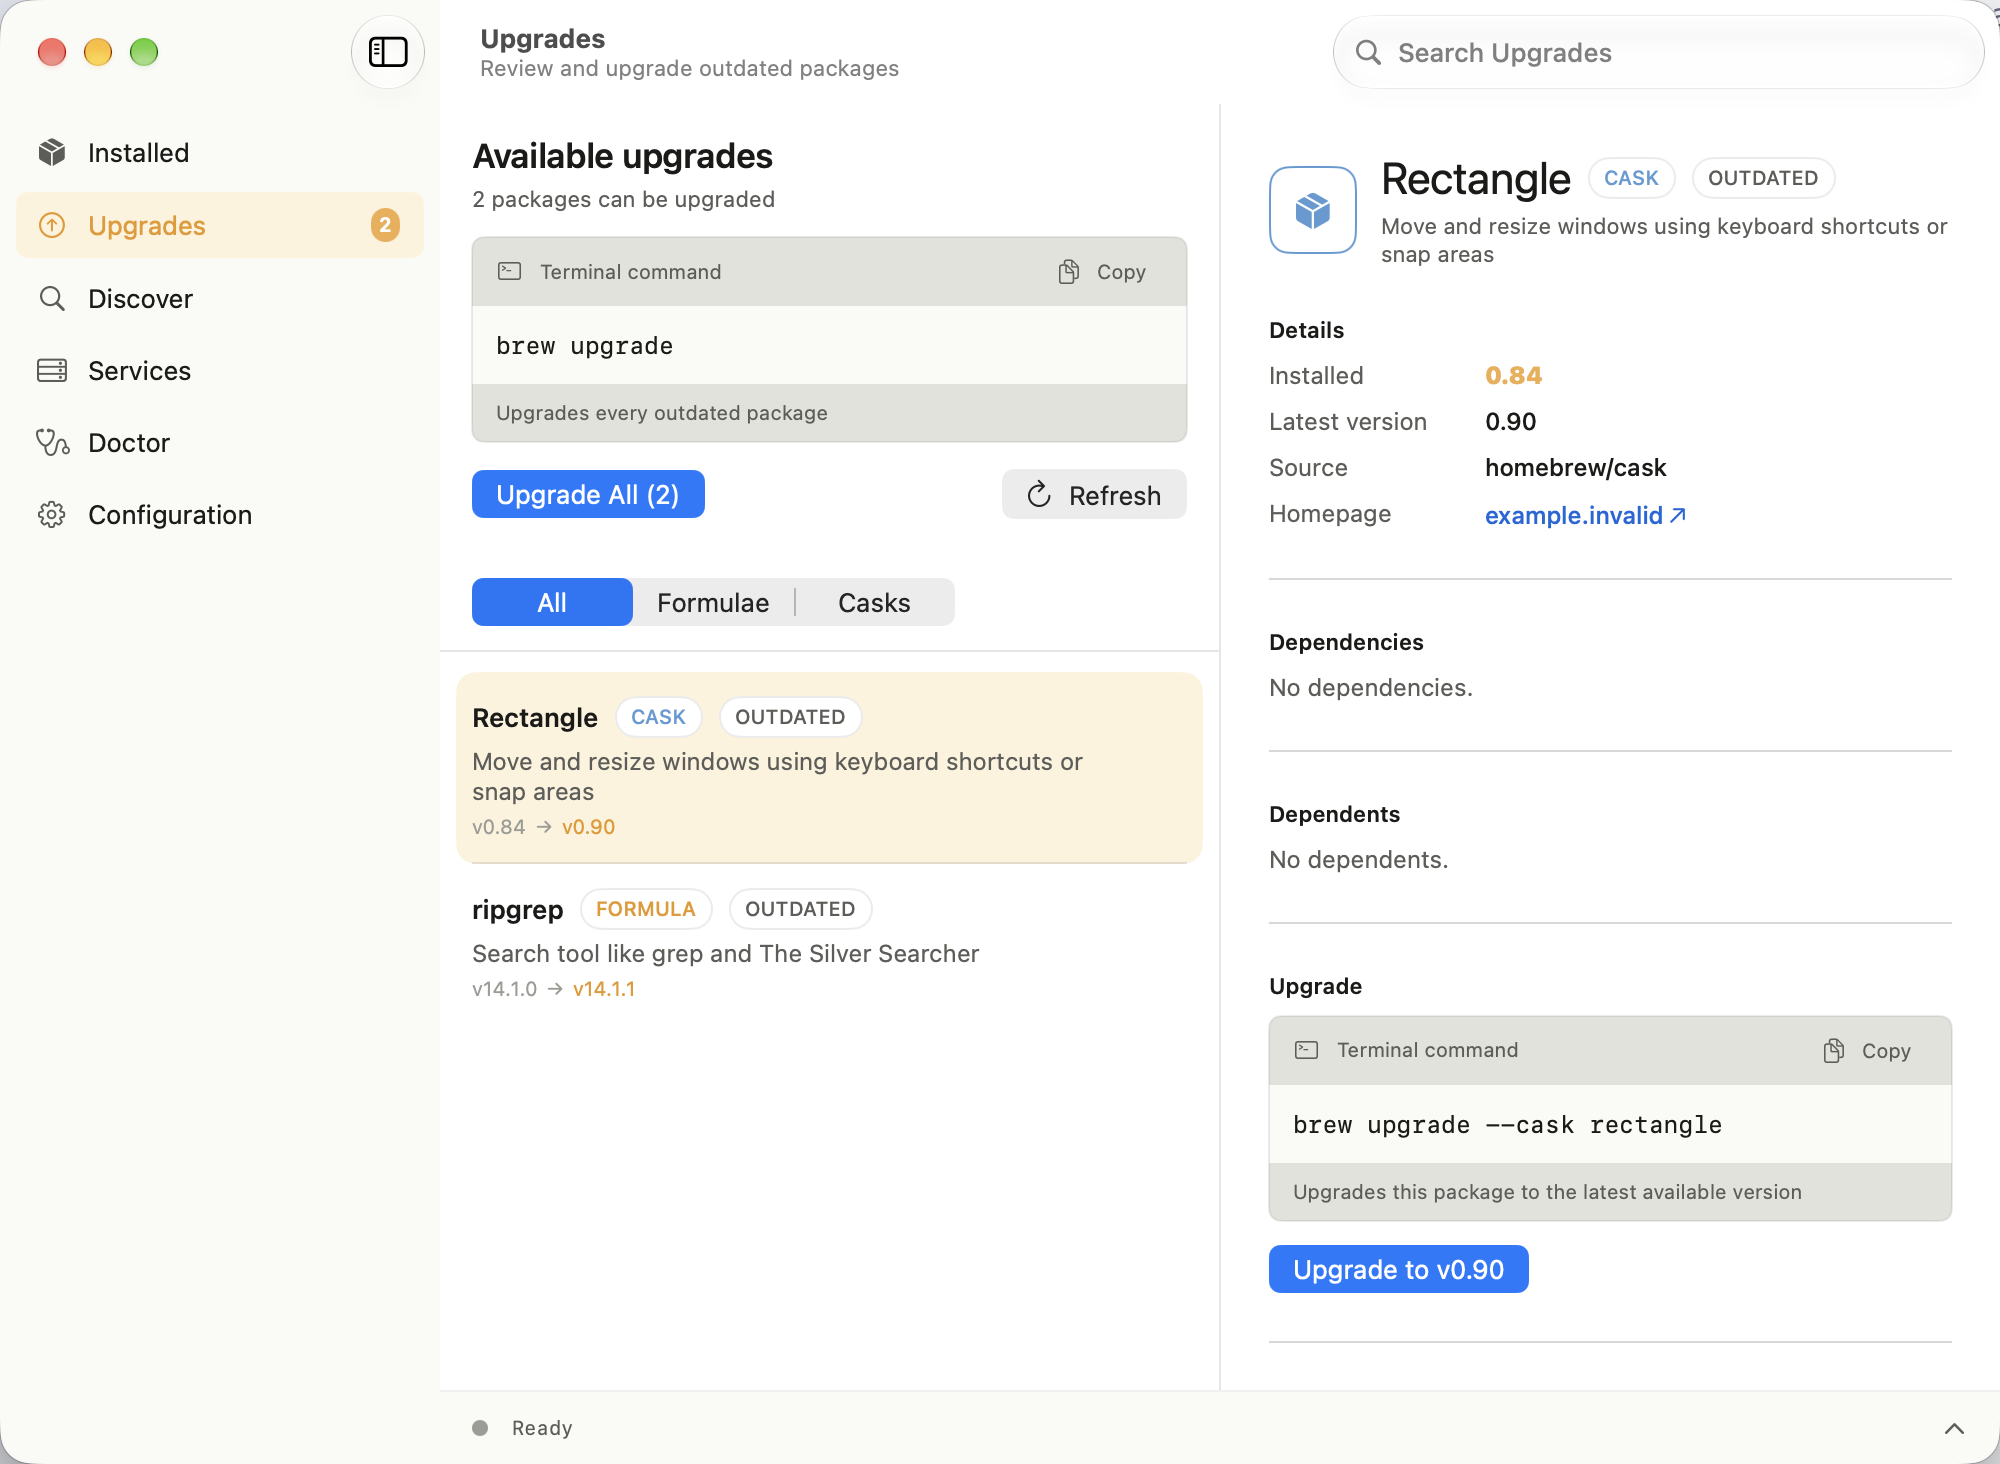 Upgrades
Review and upgrade outdated packages
Search Upgrades
Installed
Upgrades 2
Discover
Services
Doctor
Configuration
Available upgrades
2 packages can be upgraded
Terminal command Copy
brew upgrade
Upgrades every outdated package
Upgrade All (2) Refresh
All Formulae Casks
Rectangle CASK OUTDATED
Move and resize windows using keyboard shortcuts or
snap areas
v0.84 → v0.90
ripgrep FORMULA OUTDATED
Search tool like grep and The Silver Searcher
v14.1.0 → v14.1.1
Rectangle CASK OUTDATED
Move and resize windows using keyboard shortcuts or
snap areas
Details
Installed 0.84
Latest version 0.90
Source homebrew/cask
Homepage example.invalid ↗
Dependencies
No dependencies.
Dependents
No dependents.
Upgrade
Terminal command Copy
brew upgrade --cask rectangle
Upgrades this package to the latest available version
Upgrade to v0.90
Ready